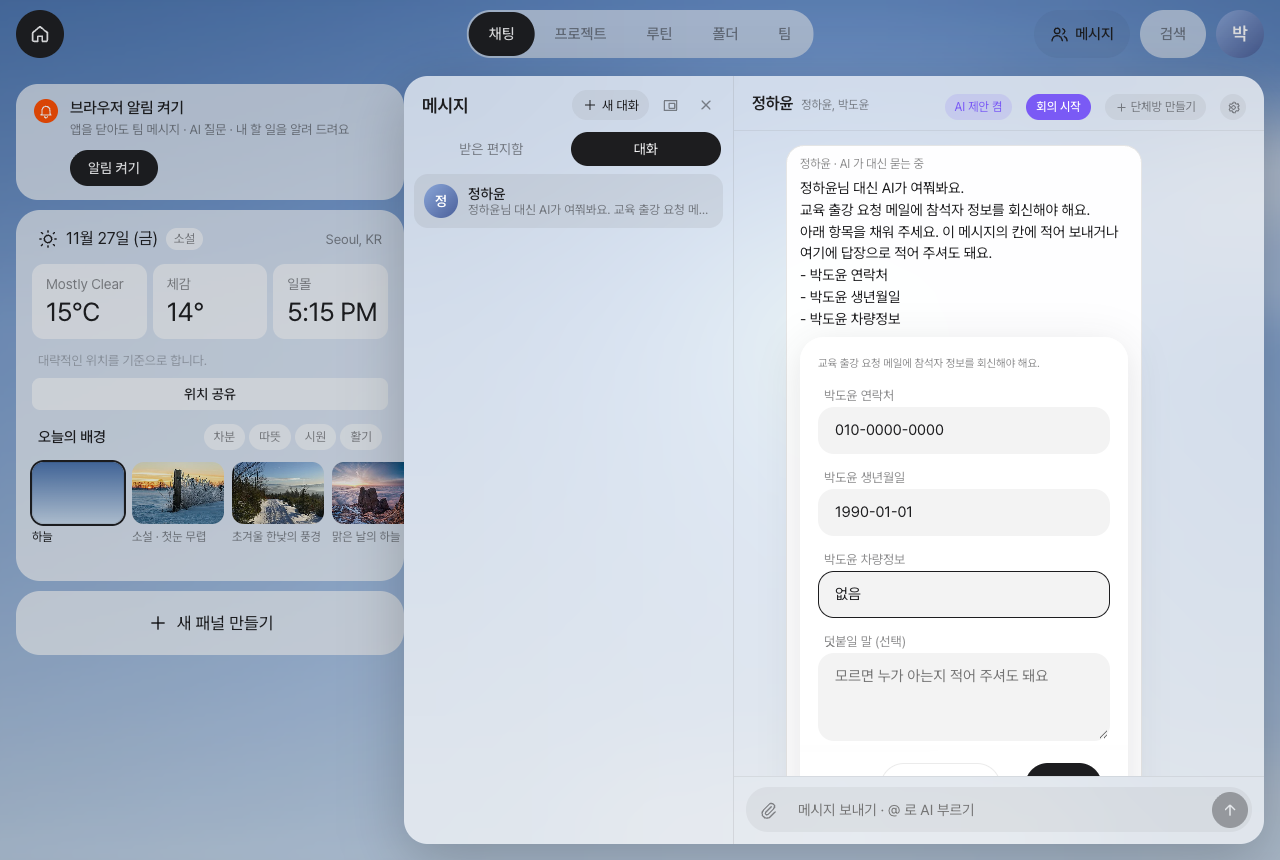 채팅
프로젝트
루틴
폴더
팀
메시지
검색
박
브라우저 알림 켜기
앱을 닫아도 팀 메시지 · AI 질문 · 내 할 일을 알려 드려요
알림 켜기
11월 27일 (금)
소설
Seoul, KR
Mostly Clear
15°C
체감
14°
일몰
5:15 PM
대략적인 위치를 기준으로 합니다.
위치 공유
오늘의 배경
차분
따뜻
시원
활기
하늘
소설 · 첫눈 무렵
초겨울 한낮의 풍경
맑은 날의 하늘
+ 새 패널 만들기
메시지
+ 새 대화
받은 편지함
대화
정
정하윤
정하윤님 대신 AI가 여쭤봐요. 교육 출강 요청 메...
정하윤
정하윤, 박도윤
AI 제안 켬
회의 시작
+ 단체방 만들기
정하윤 · AI 가 대신 묻는 중
정하윤님 대신 AI가 여쭤봐요.
교육 출강 요청 메일에 참석자 정보를 회신해야 해요.
아래 항목을 채워 주세요. 이 메시지의 칸에 적어 보내거나
여기에 답장으로 적어 주셔도 돼요.
- 박도윤 연락처
- 박도윤 생년월일
- 박도윤 차량정보
교육 출강 요청 메일에 참석자 정보를 회신해야 해요.
박도윤 연락처
010-0000-0000
박도윤 생년월일
1990-01-01
박도윤 차량정보
없음
덧붙일 말 (선택)
모르면 누가 아는지 적어 주셔도 돼요
메시지 보내기 · @ 로 AI 부르기